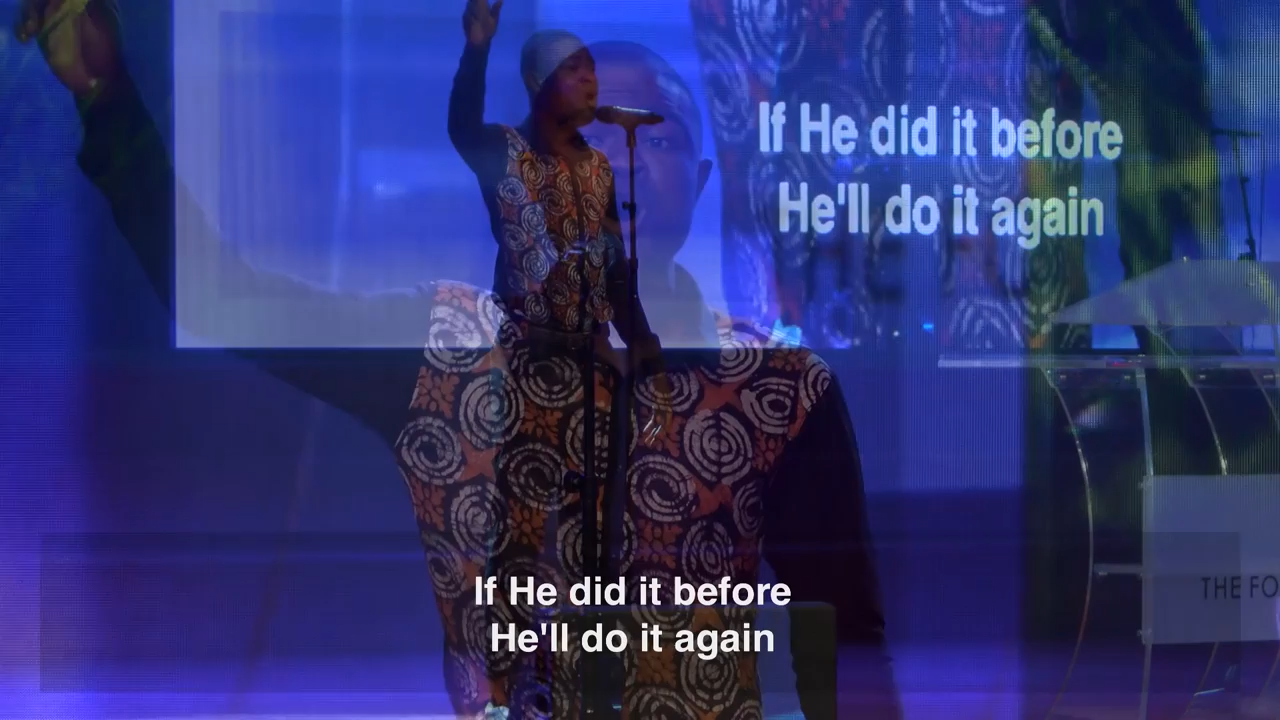 If He did it before
He'll do it again
THE FO
If He did it before
He'll do it again